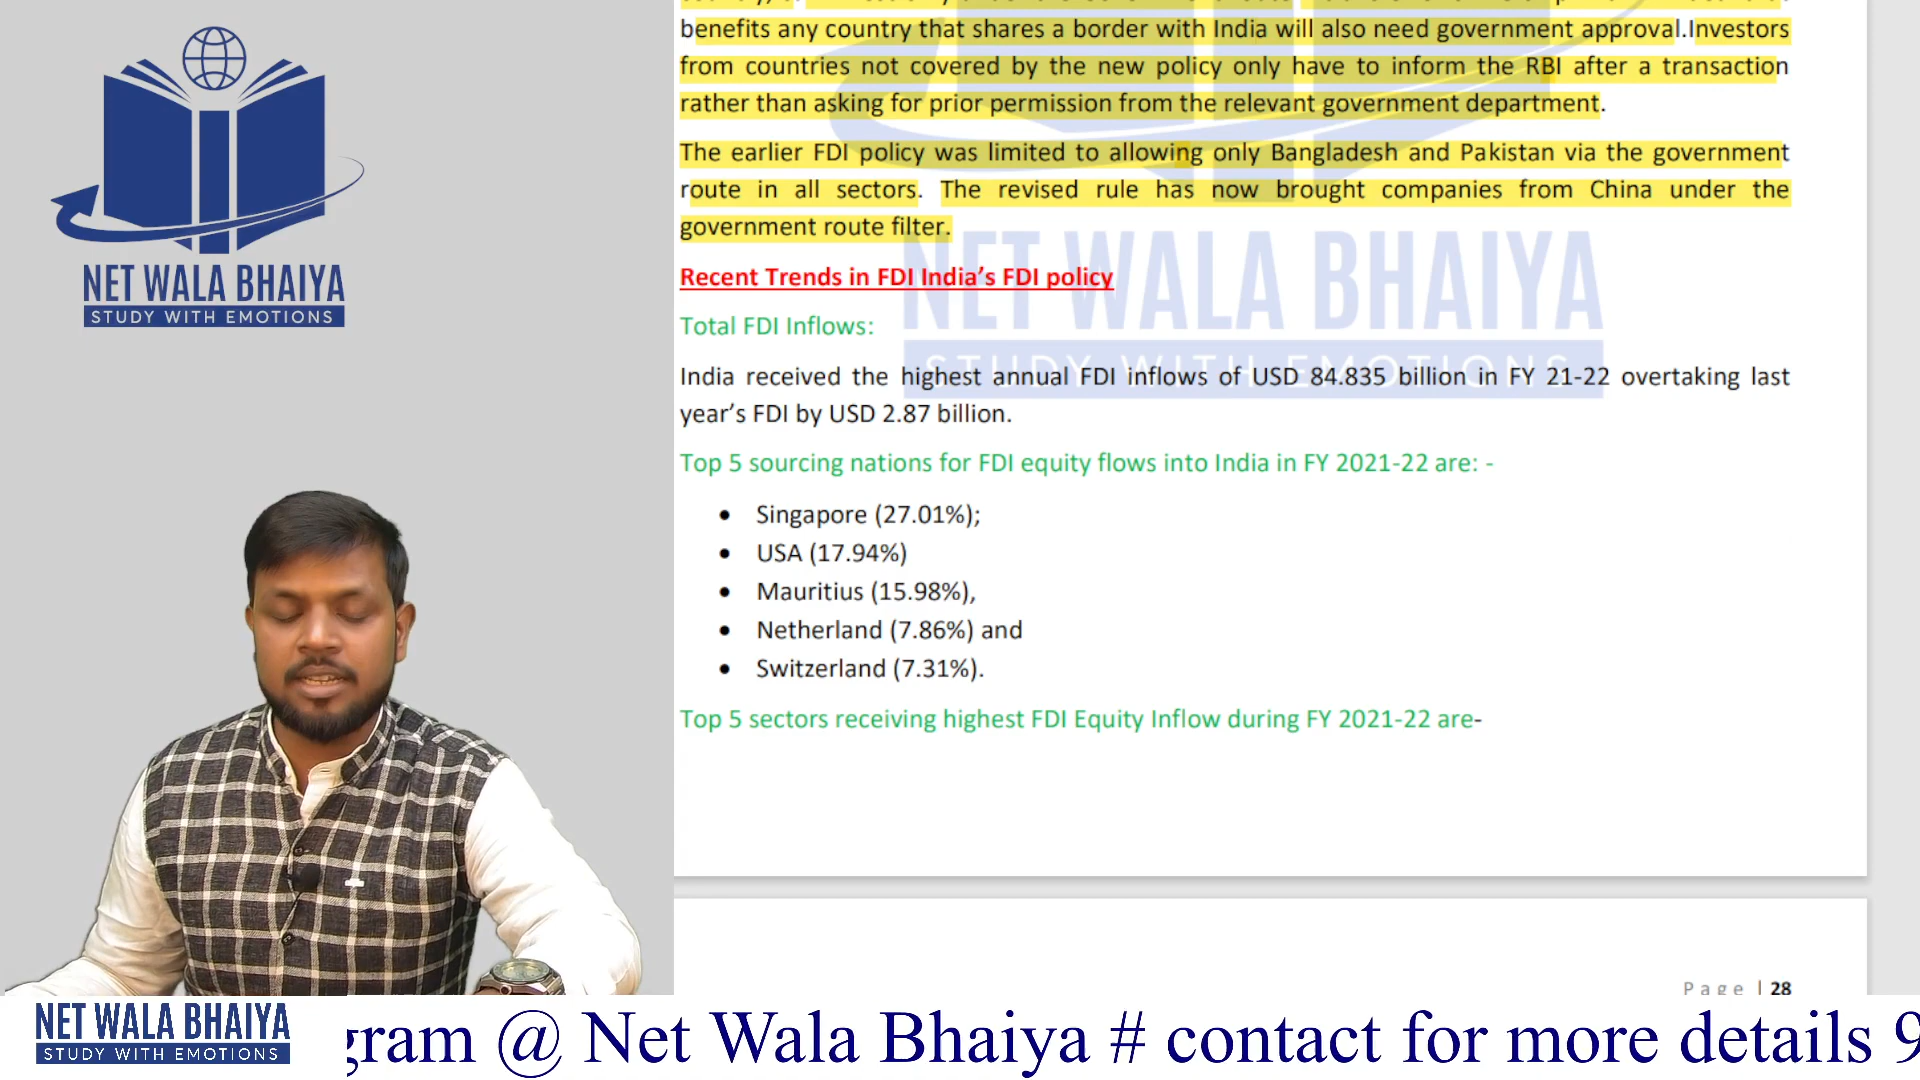 benefits any country that shares a border with India will also need government approval.Investors
from countries not covered by the new policy only have to inform the RBI after a transaction
rather than asking for prior permission from the relevant government department.
The earlier FDI policy was limited to allowing only Bangladesh and Pakistan via the government
route in all sectors. The revised rule has now brought companies from China under the
government route filter.
NET WALA BHAIYA
STUDY WITH EMOTIONS
Recent Trends in FDI India’s FDI policy
Total FDI Inflows:
India received the highest annual FDI inflows of USD 84.835 billion in FY 21-22 overtaking last
year’s FDI by USD 2.87 billion.
Top 5 sourcing nations for FDI equity flows into India in FY 2021-22 are: -
• Singapore (27.01%);
• USA (17.94%)
• Mauritius (15.98%),
• Netherland (7.86%) and
• Switzerland (7.31%).
Top 5 sectors receiving highest FDI Equity Inflow during FY 2021-22 are-
NET WALA BHAIYA
STUDY WITH EMOTIONS
Page | 28
NET WALA BHAIYA
STUDY WITH EMOTIONS
gram @ Net Wala Bhaiya # contact for more details 9